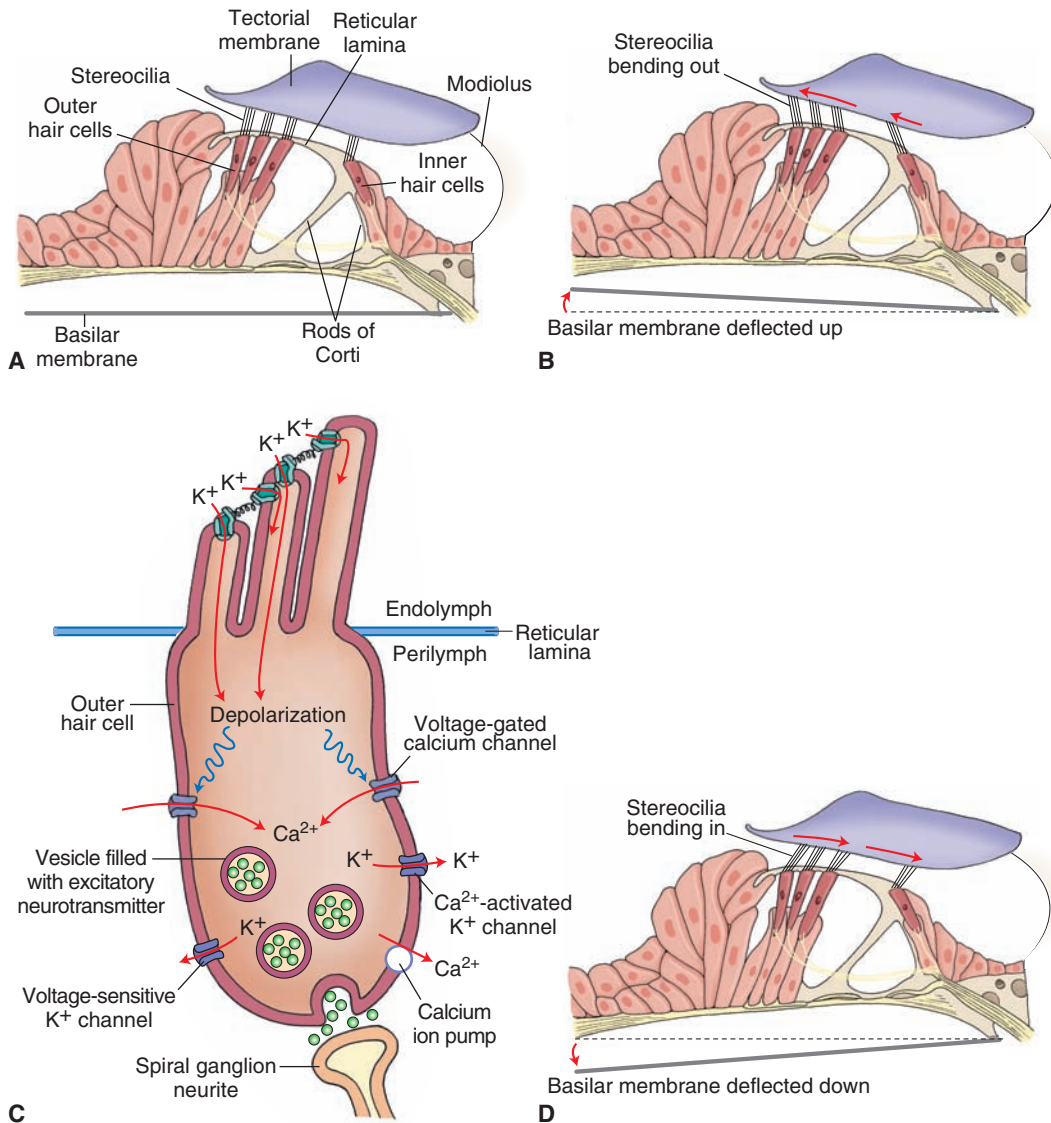 Tectorial
membrane
Reticular
lamina
Stereocilia
Outer
hair cells
Modiolus
Inner
hair cells
Basilar
membrane
Rods of
Corti
A
Stereocilia
bending out
Basilar membrane deflected up
B
K+
K+
K+
K+
Endolymph
Reticular
lamina
Perilymph
Outer
hair cell
Depolarization
Voltage-gated
calcium channel
Ca2+
Vesicle filled
with excitatory
neurotransmitter
K+
K+
Ca2+-activated
K+ channel
K+
Ca2+
Voltage-sensitive
K+ channel
Calcium
ion pump
Spiral ganglion
neurite
C
Stereocilia
bending in
Basilar membrane deflected down
D